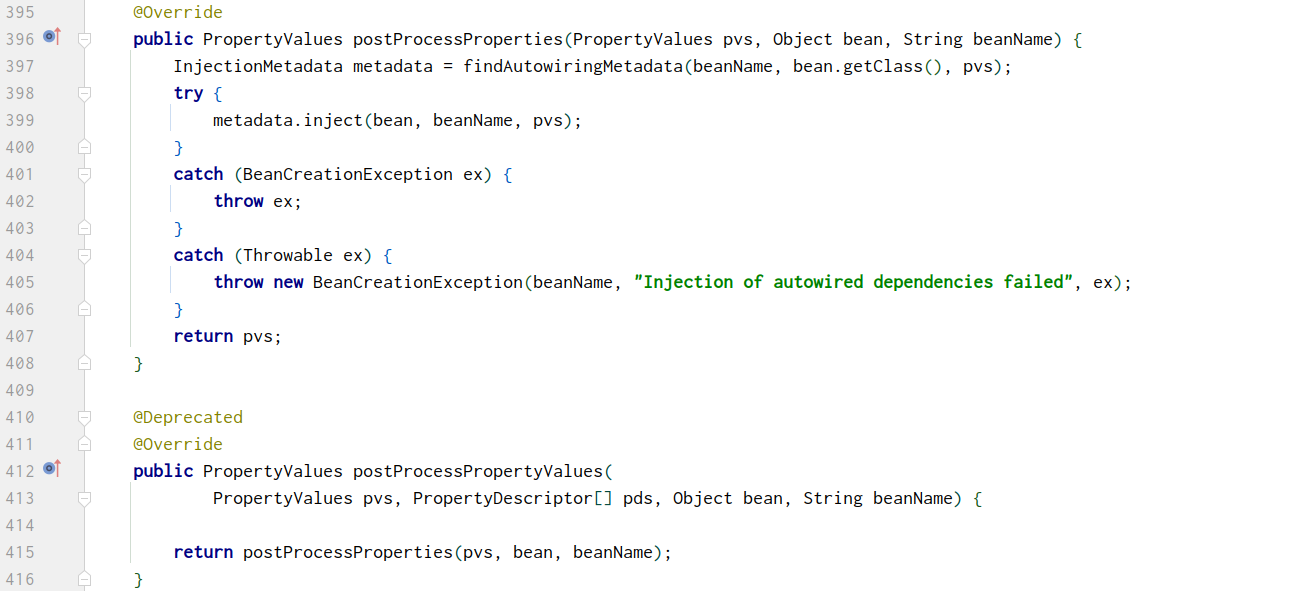 395 @Override
396 public PropertyValues postProcessProperties(PropertyValues pvs, Object bean, String beanName) {
397 InjectionMetadata metadata = findAutowiringMetadata(beanName, bean.getClass(), pvs);
398 try {
399 metadata.inject(bean, beanName, pvs);
400 }
401 catch (BeanCreationException ex) {
402 throw ex;
403 }
404 catch (Throwable ex) {
405 throw new BeanCreationException(beanName, "Injection of autowired dependencies failed", ex);
406 }
407 return pvs;
408 }
409
410 @Deprecated
411 @Override
412 public PropertyValues postProcessPropertyValues(
413 PropertyValues pvs, PropertyDescriptor[] pds, Object bean, String beanName) {
414
415 return postProcessProperties(pvs, bean, beanName);
416 }